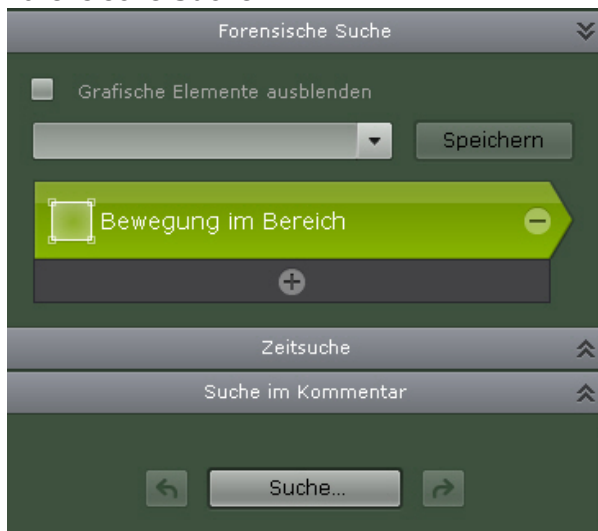 Forensische Suche
Grafische Elemente ausblenden
Speichern
Bewegung im Bereich
Zeitsuche
Suche im Kommentar
Suche...